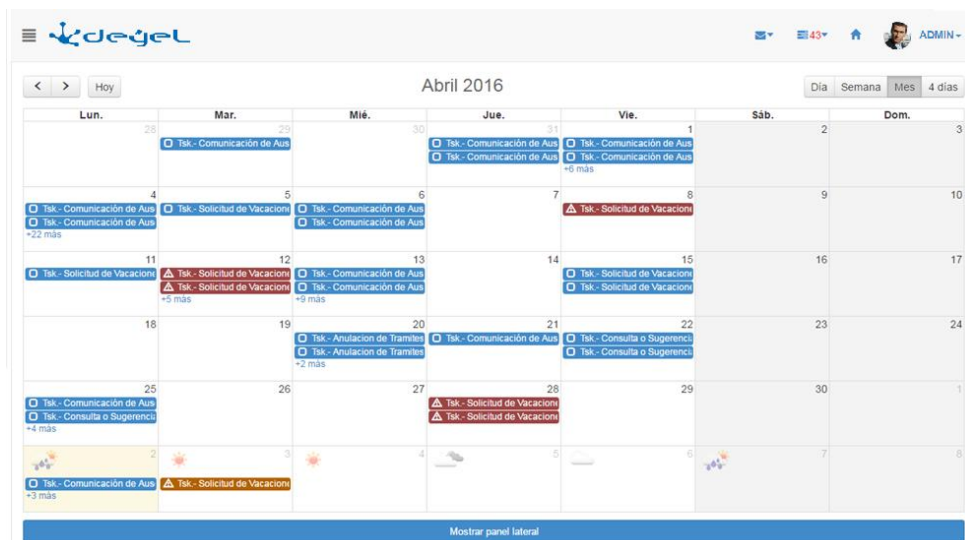 deyel
43
ADMIN
Hoy
Abril 2016
Día Semana Mes 4 días
Lun. Mar. Mié. Jue. Vie. Sáb. Dom.
28 29 30 31 1 2 3
Tsk.- Comunicación de Aus Tsk.- Comunicación de Aus Tsk.- Comunicación de Aus
Tsk.- Comunicación de Aus Tsk.- Comunicación de Aus
+6 más
4 5 6 7 8 9 10
Tsk.- Comunicación de Aus Tsk.- Solicitud de Vacacione Tsk.- Comunicación de Aus Tsk.- Solicitud de Vacacione
Tsk.- Comunicación de Aus Tsk.- Comunicación de Aus
+22 más
11 12 13 14 15 16 17
Tsk.- Solicitud de Vacacione Tsk.- Solicitud de Vacacione Tsk.- Comunicación de Aus Tsk.- Solicitud de Vacacione
Tsk.- Solicitud de Vacacione Tsk.- Comunicación de Aus Tsk.- Solicitud de Vacacione
+5 más +9 más
18 19 20 21 22 23 24
Tsk.- Anulacion de Tramites Tsk.- Comunicación de Aus Tsk.- Consulta o Sugerencia
Tsk.- Anulacion de Tramites Tsk.- Consulta o Sugerencia
+2 más
25 26 27 28 29 30 1
Tsk.- Comunicación de Aus Tsk.- Solicitud de Vacacione
Tsk.- Consulta o Sugerencia Tsk.- Solicitud de Vacacione
+4 más
2 3 4 5 6 7 8
Tsk.- Comunicación de Aus Tsk.- Solicitud de Vacacione
+3 más
Mostrar panel lateral